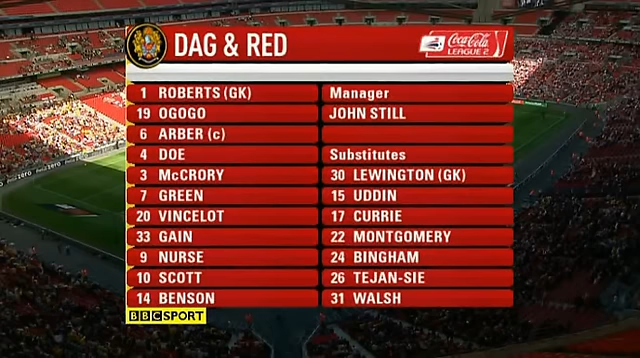 DAG & RED
Coca-Cola
LEAGUE 2
1 ROBERTS (GK)
19 OGOGO
6 ARBER (c)
4 DOE
3 McCRORY
7 GREEN
20 VINCELOT
33 GAIN
9 NURSE
10 SCOTT
14 BENSON
Manager
JOHN STILL
Substitutes
30 LEWINGTON (GK)
15 UDDIN
17 CURRIE
22 MONTGOMERY
24 BINGHAM
26 TEJAN-SIE
31 WALSH
BBC SPORT